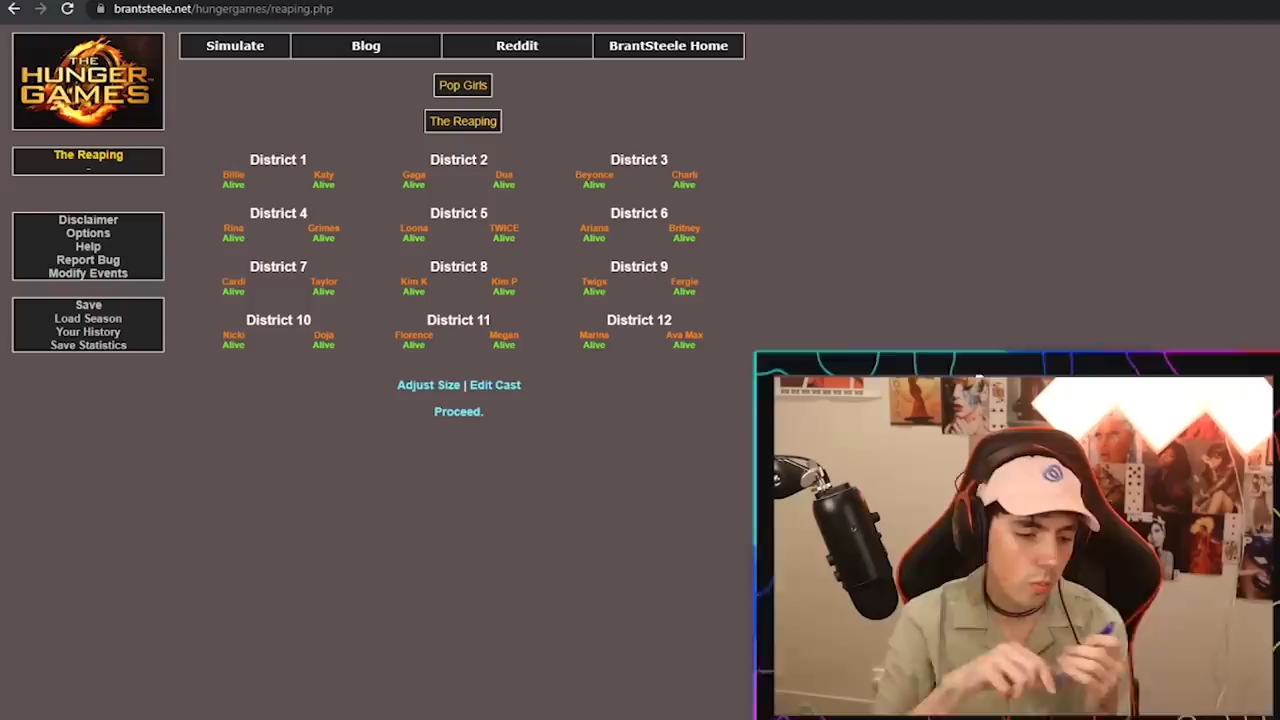 brantsteele.net/hungergames/reaping.php
THE
HUNGER
GAMES
Simulate Blog Reddit BrantSteele Home
Pop Girls
The Reaping
The Reaping
-
Disclaimer
Options
Help
Report Bug
Modify Events
Save
Load Season
Your History
Save Statistics
District 1 District 2 District 3
Billie Katy Gaga Dua Beyonce Charli
Alive Alive Alive Alive Alive Alive
District 4 District 5 District 6
Rina Grimes Loona TWICE Ariana Britney
Alive Alive Alive Alive Alive Alive
District 7 District 8 District 9
Cardi Taylor Kim K Kim P Twigs Fergie
Alive Alive Alive Alive Alive Alive
District 10 District 11 District 12
Nicki Doja Florence Megan Marina Ava Max
Alive Alive Alive Alive Alive Alive
Adjust Size | Edit Cast
Proceed.